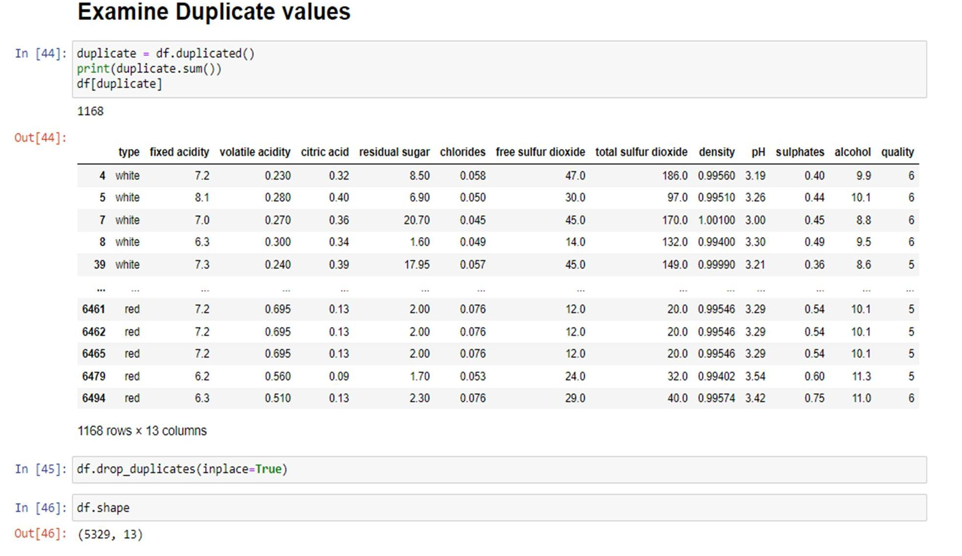 Examine Duplicate values
In [44]: duplicate = df.duplicated()
print(duplicate.sum())
df[duplicate]
1168
Out[44]:
type fixed acidity volatile acidity citric acid residual sugar chlorides free sulfur dioxide total sulfur dioxide density pH sulphates alcohol quality
4 white 7.2 0.230 0.32 8.50 0.058 47.0 186.0 0.99560 3.19 0.40 9.9 6
5 white 8.1 0.280 0.40 6.90 0.050 30.0 97.0 0.99510 3.26 0.44 10.1 6
7 white 7.0 0.270 0.36 20.70 0.045 45.0 170.0 1.00100 3.00 0.45 8.8 6
8 white 6.3 0.300 0.34 1.60 0.049 14.0 132.0 0.99400 3.30 0.49 9.5 6
39 white 7.3 0.240 0.39 17.95 0.057 45.0 149.0 0.99990 3.21 0.36 8.6 5
... ... ... ... ... ... ... ... ... ... ... ... ... ...
6461 red 7.2 0.695 0.13 2.00 0.076 12.0 20.0 0.99546 3.29 0.54 10.1 5
6462 red 7.2 0.695 0.13 2.00 0.076 12.0 20.0 0.99546 3.29 0.54 10.1 5
6465 red 7.2 0.695 0.13 2.00 0.076 12.0 20.0 0.99546 3.29 0.54 10.1 5
6479 red 6.2 0.560 0.09 1.70 0.053 24.0 32.0 0.99402 3.54 0.60 11.3 5
6494 red 6.3 0.510 0.13 2.30 0.076 29.0 40.0 0.99574 3.42 0.75 11.0 6
1168 rows × 13 columns
In [45]: df.drop_duplicates(inplace=True)
In [46]: df.shape
Out[46]: (5329, 13)